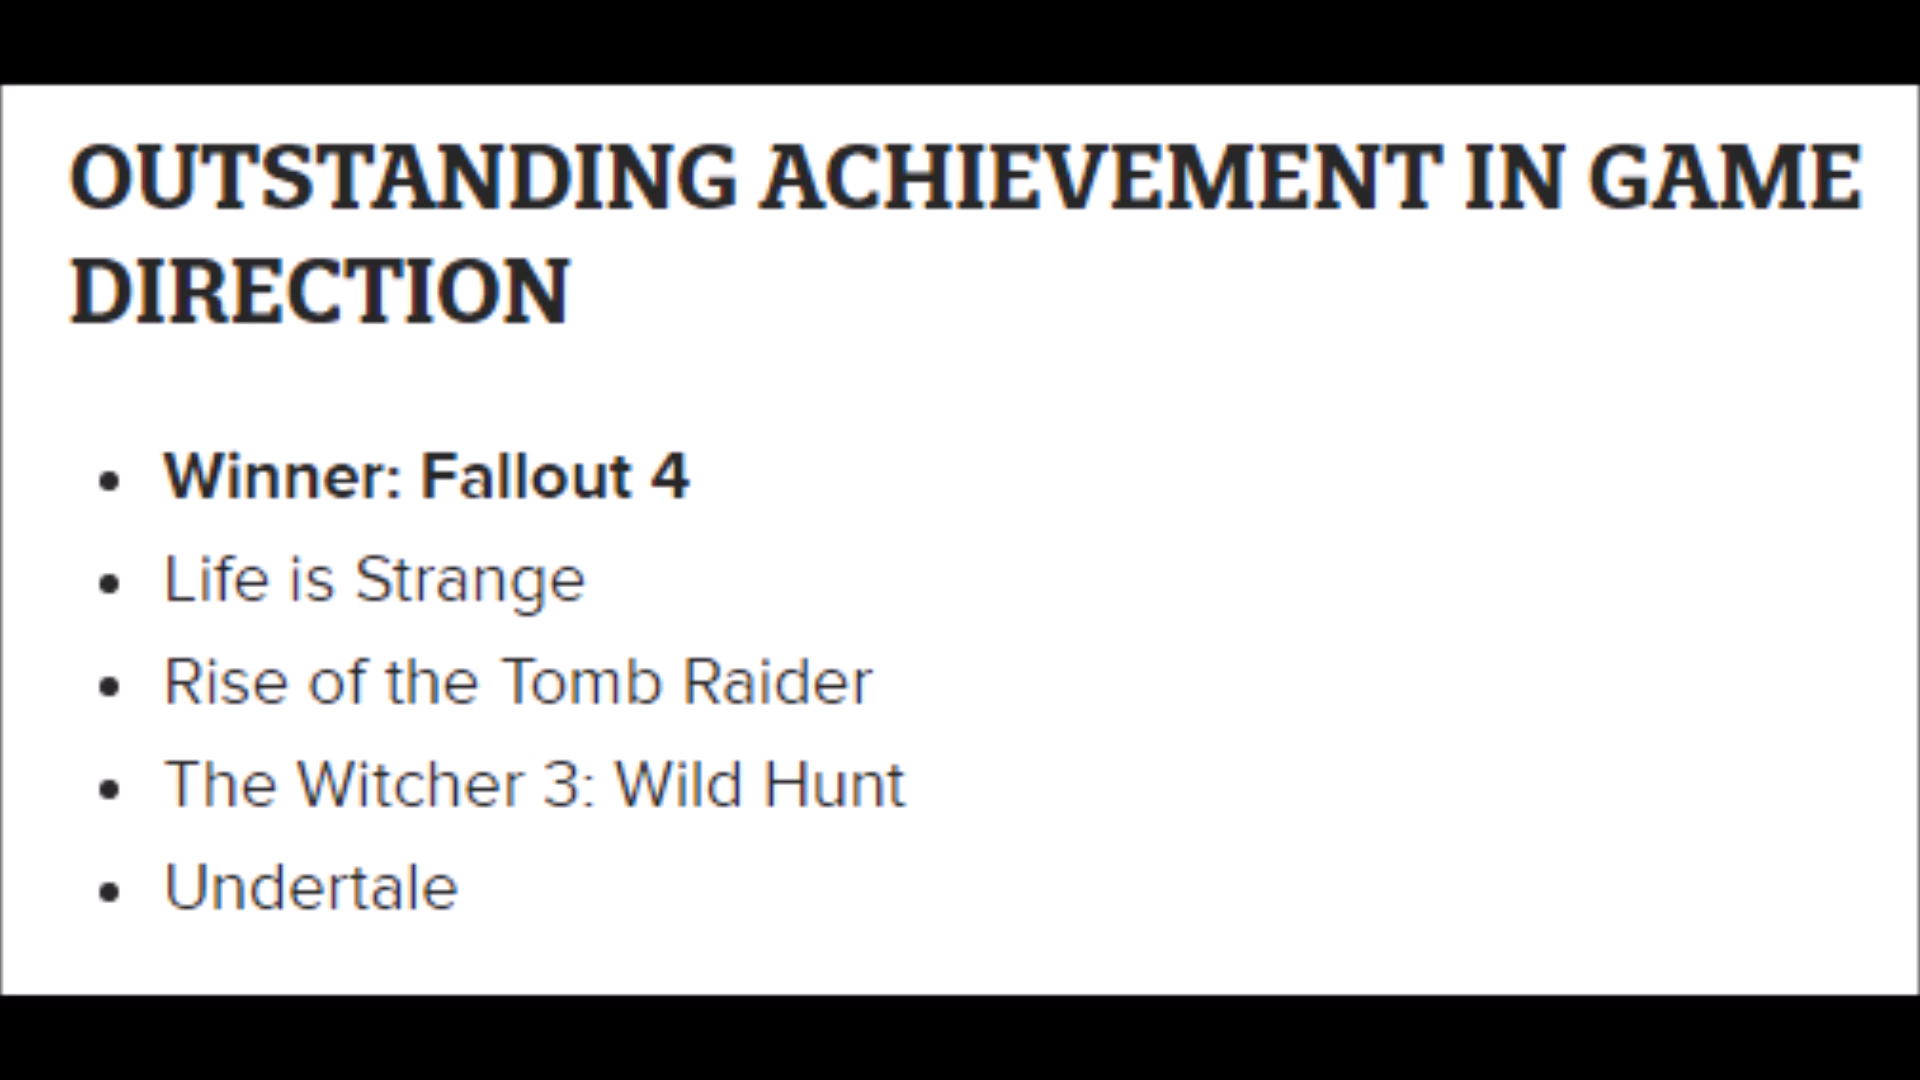 OUTSTANDING ACHIEVEMENT IN GAME
DIRECTION
• Winner: Fallout 4
• Life is Strange
• Rise of the Tomb Raider
• The Witcher 3: Wild Hunt
• Undertale